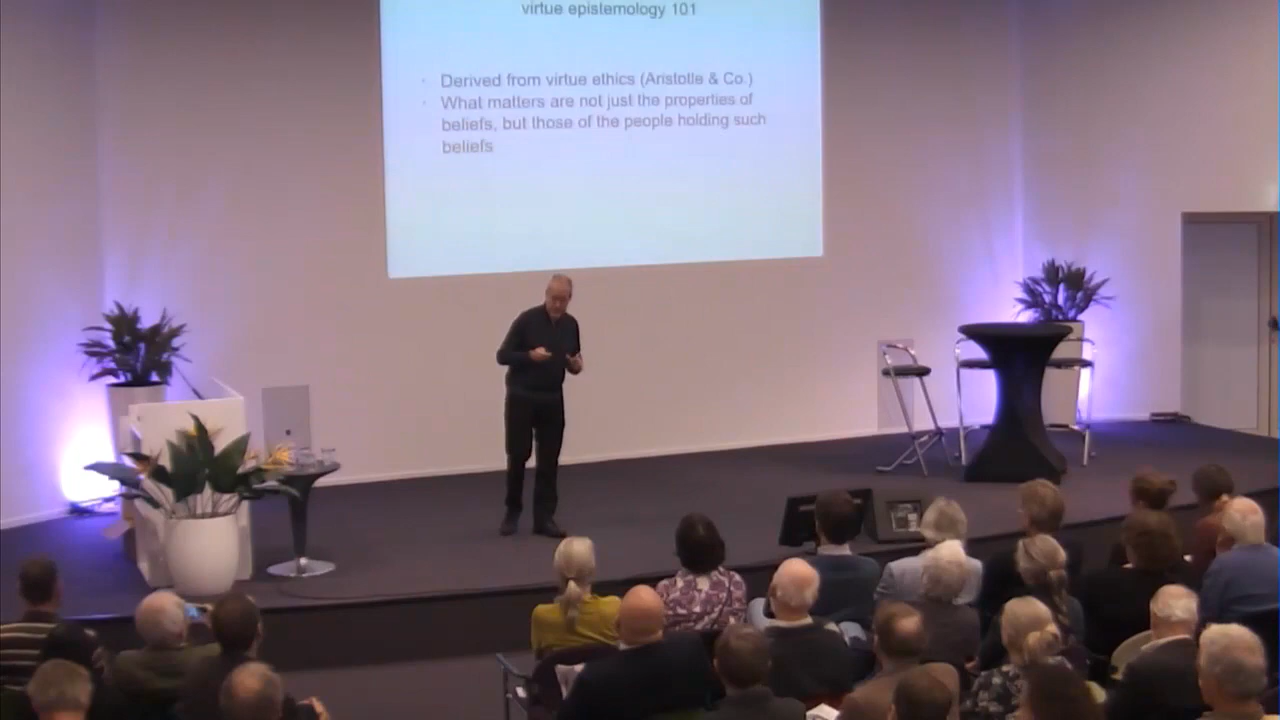 virtue epistemology 101
· Derived from virtue ethics (Aristotle & Co.)
· What matters are not just the properties of
beliefs, but those of the people holding such
beliefs